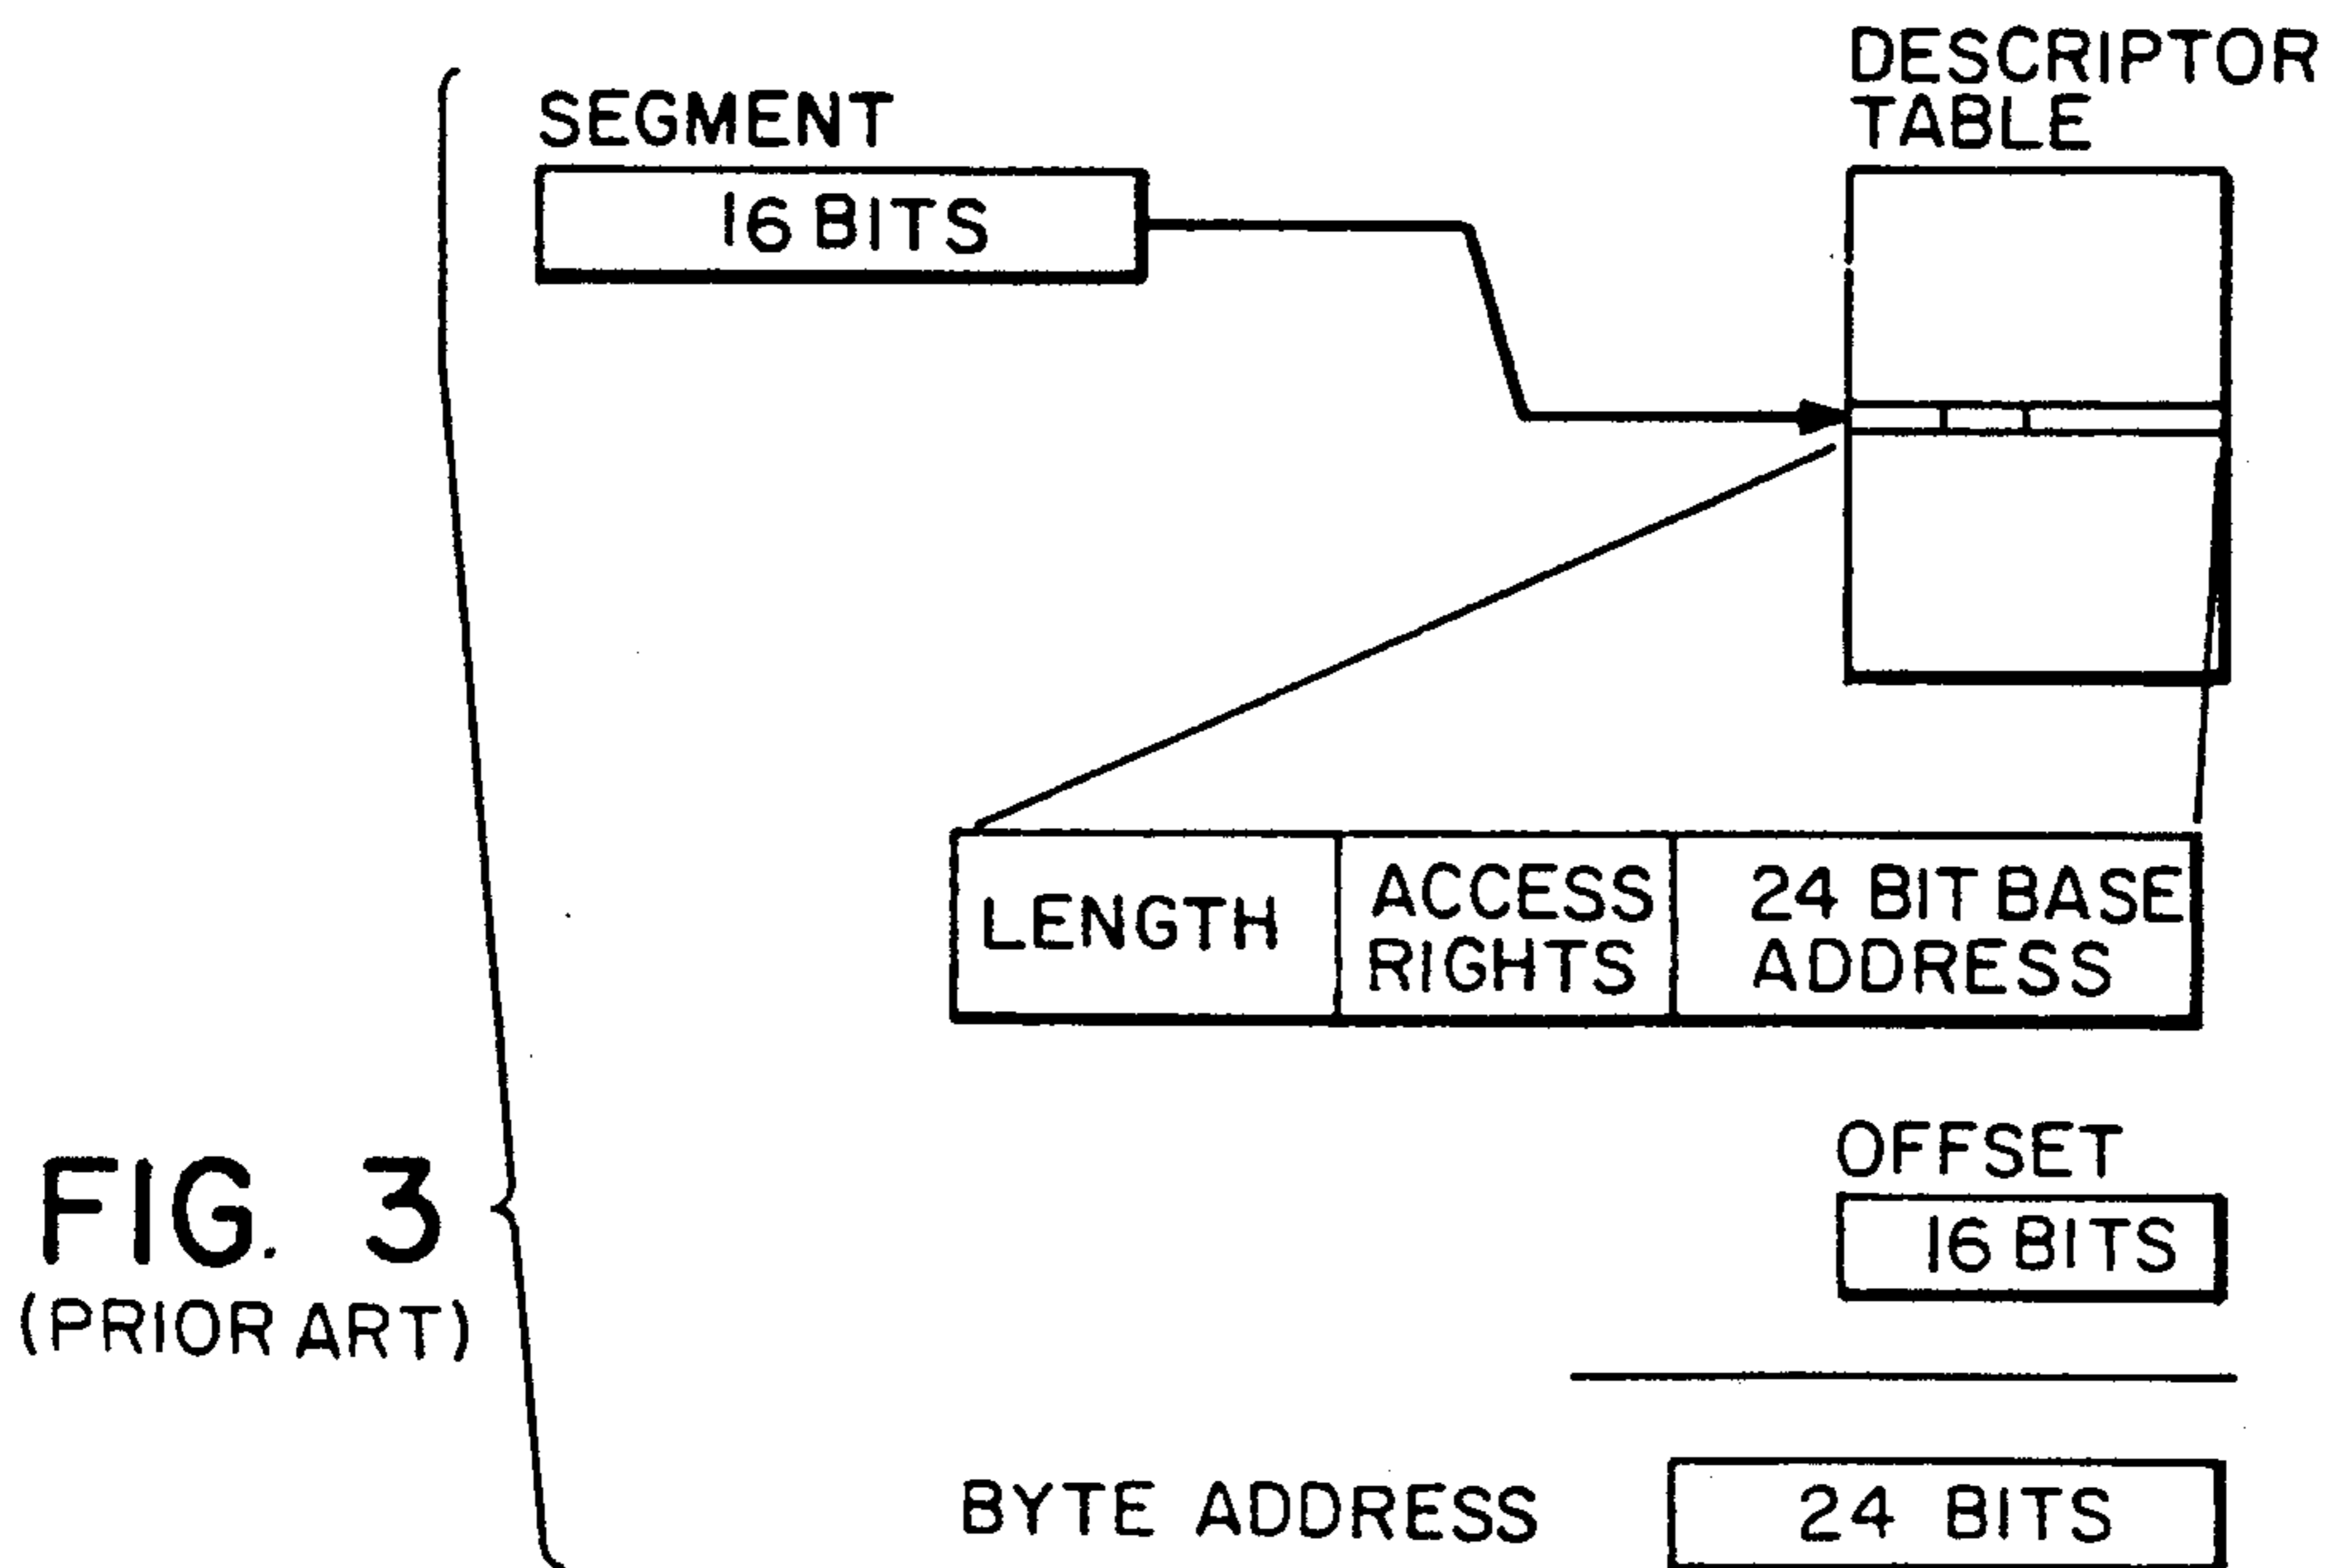 DESCRIPTOR
TABLE
SEGMENT
16 BITS
LENGTH
ACCESS
RIGHTS
24 BIT BASE
ADDRESS
OFFSET
16 BITS
FIG. 3
(PRIOR ART)
BYTE ADDRESS
24 BITS